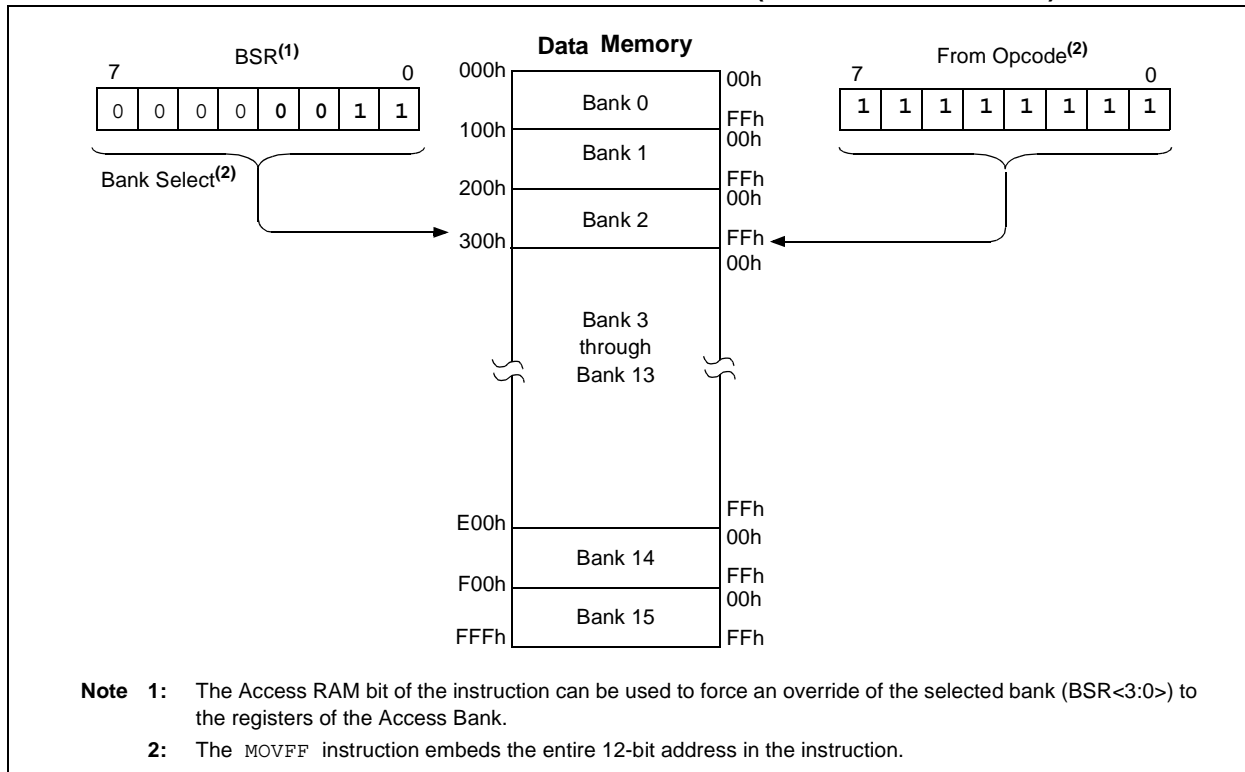 BSR(1)
7 0
0 0 0 0 0 0 1 1
Bank Select(2)
Data Memory
000h
00h
Bank 0
FFh
100h
00h
Bank 1
FFh
200h
00h
Bank 2
FFh
300h
00h
Bank 3
through
Bank 13
FFh
E00h
00h
Bank 14
FFh
F00h
00h
Bank 15
FFFh
FFh
From Opcode(2)
7 0
1 1 1 1 1 1 1 1
Note 1: The Access RAM bit of the instruction can be used to force an override of the selected bank (BSR<3:0>) to
the registers of the Access Bank.
2: The MOVFF instruction embeds the entire 12-bit address in the instruction.